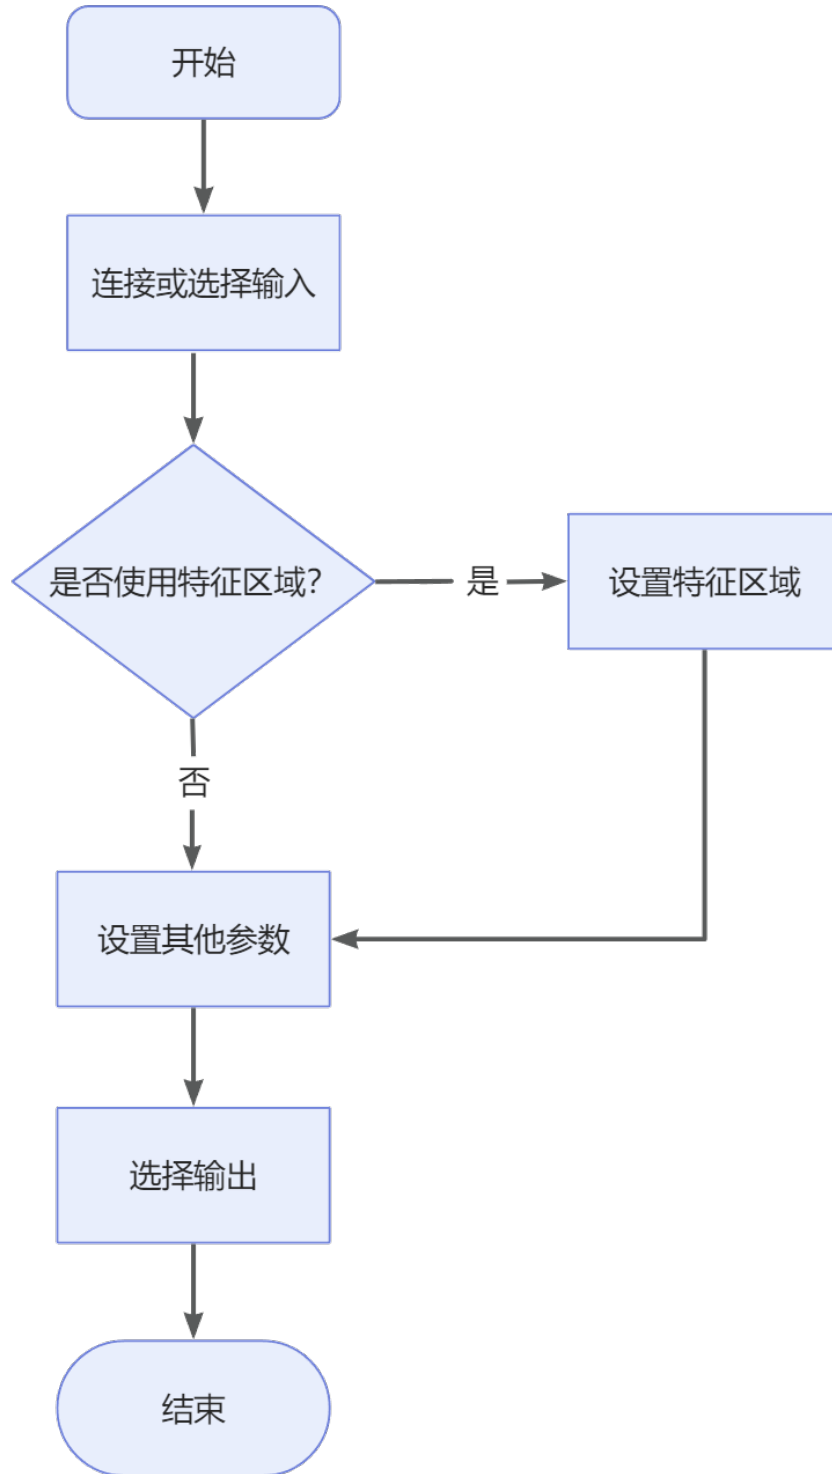 开始
连接或选择输入
是否使用特征区域?
是
设置特征区域
否
设置其他参数
选择输出
结束